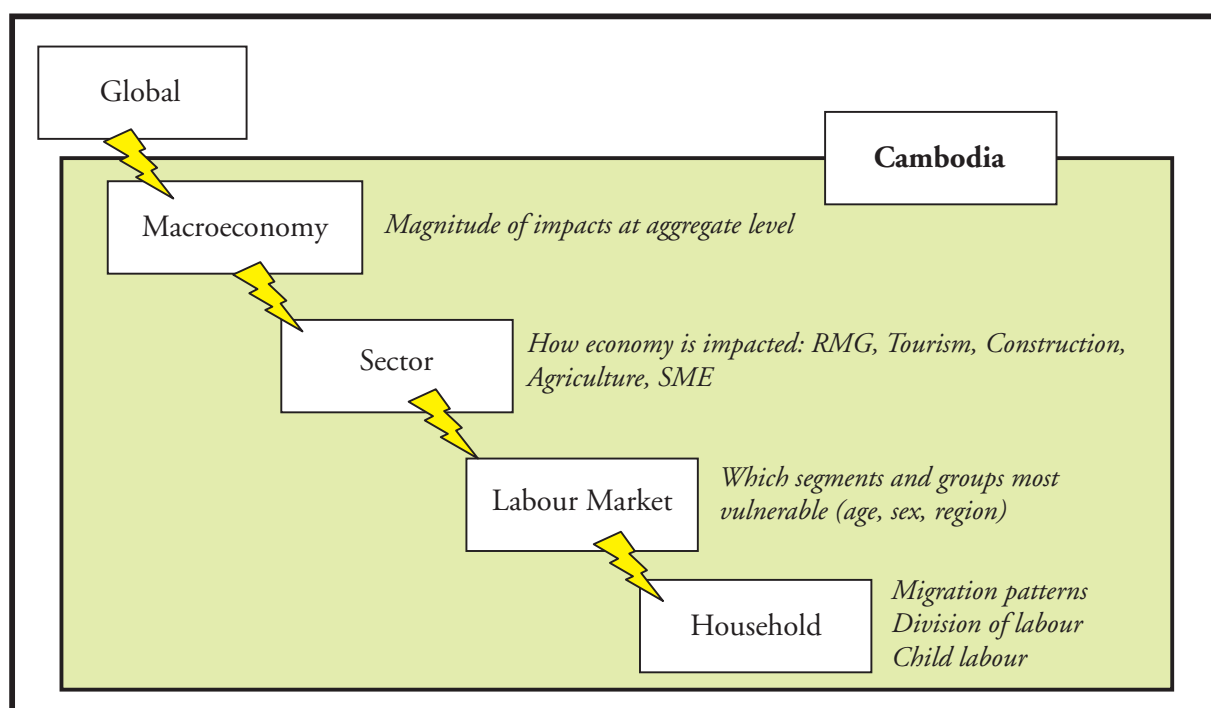 Global
Cambodia
Macroeconomy
Magnitude of impacts at aggregate level
Sector
How economy is impacted: RMG, Tourism, Construction,
Agriculture, SME
Labour Market
Which segments and groups most
vulnerable (age, sex, region)
Household
Migration patterns
Division of labour
Child labour